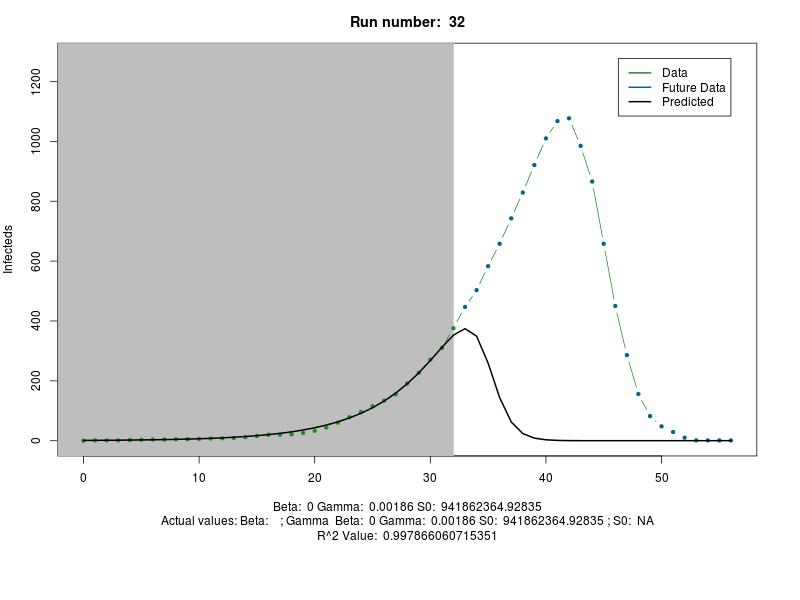 Run number: 32
1200
1000
800
600
400
200
0
Infecteds
Data
Future Data
Predicted
0 10 20 30 40 50
Beta: 0 Gamma: 0.00186 S0: 941862364.92835
Actual values: Beta: ; Gamma Beta: 0 Gamma: 0.00186 S0: 941862364.92835 ; S0: NA
R^2 Value: 0.997866060715351